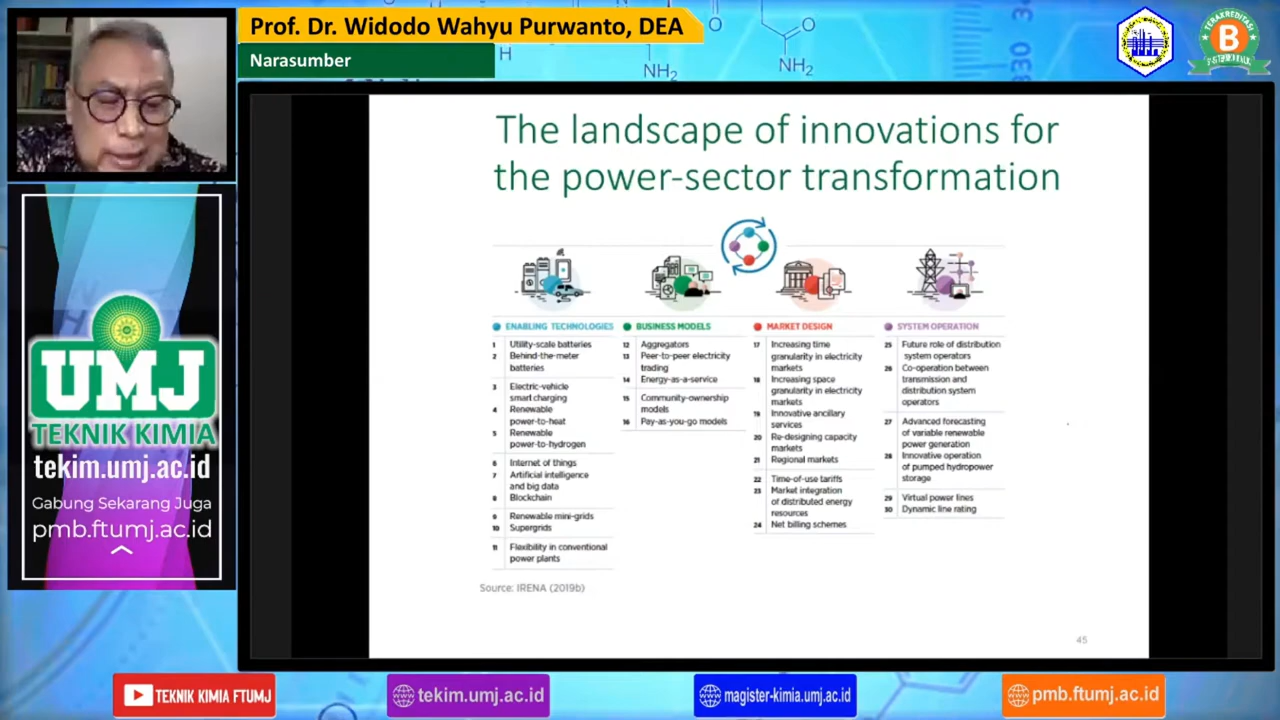 Prof. Dr. Widodo Wahyu Purwanto, DEA
Narasumber
H
NH2
O
NH2
330
34
TERAKREDITASI
B
UMJ
TEKNIK KIMIA
tekim.umj.ac.id
Gabung Sekarang Juga
pmb.ftumj.ac.id
The landscape of innovations for
the power-sector transformation
ENABLING TECHNOLOGIES
1 Utility-scale batteries
2 Behind-the-meter
batteries
3 Electric-vehicle
smart charging
4 Renewable
power-to-heat
5 Renewable
power-to-hydrogen
6 Internet of things
7 Artificial intelligence
and big data
8 Blockchain
9 Renewable mini-grids
10 Supergrids
11 Flexibility in conventional
power plants
BUSINESS MODELS
12 Aggregators
13 Peer-to-peer electricity
trading
14 Energy-as-a-service
15 Community-ownership
models
16 Pay-as-you-go models
MARKET DESIGN
17 Increasing time
granularity in electricity
markets
18 Increasing space
granularity in electricity
markets
19 Innovative ancillary
services
20 Re-designing capacity
markets
21 Regional markets
22 Time-of-use tariffs
23 Market integration
of distributed energy
resources
24 Net billing schemes
SYSTEM OPERATION
25 Future role of distribution
system operators
26 Co-operation between
transmission and
distribution system
operators
27 Advanced forecasting
of variable renewable
power generation
28 Innovative operation
of pumped hydropower
storage
29 Virtual power lines
30 Dynamic line rating
Source: IRENA (2019b)
45
TEKNIK KIMIA FTUMJ
tekim.umj.ac.id
magister-kimia.umj.ac.id
pmb.ftumj.ac.id